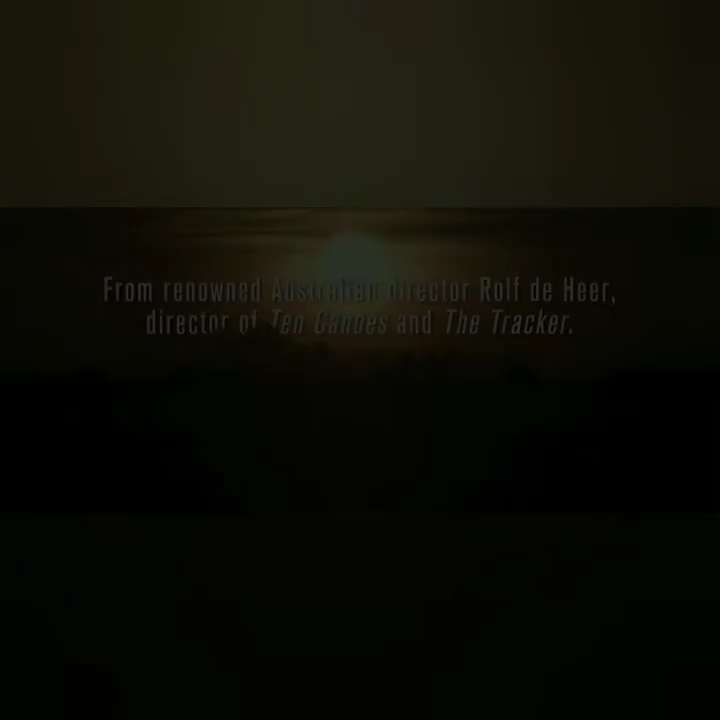 From renowned Australian director Rolf de Heer,
director of Ten Canoes and The Tracker.